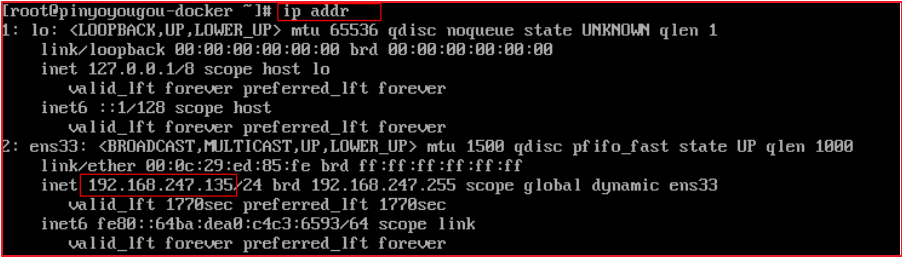 [root@pinyoyougou-docker ~]# ip addr
1: lo: <LOOPBACK,UP,LOWER_UP> mtu 65536 qdisc noqueue state UNKNOWN qlen 1
    link/loopback 00:00:00:00:00:00 brd 00:00:00:00:00:00
    inet 127.0.0.1/8 scope host lo
       valid_lft forever preferred_lft forever
    inet6 ::1/128 scope host
       valid_lft forever preferred_lft forever
2: ens33: <BROADCAST,MULTICAST,UP,LOWER_UP> mtu 1500 qdisc pfifo_fast state UP qlen 1000
    link/ether 00:0c:29:ed:85:fe brd ff:ff:ff:ff:ff:ff
    inet 192.168.247.135/24 brd 192.168.247.255 scope global dynamic ens33
       valid_lft 1770sec preferred_lft 1770sec
    inet6 fe80::64ba:dea0:c4c3:6593/64 scope link
       valid_lft forever preferred_lft forever